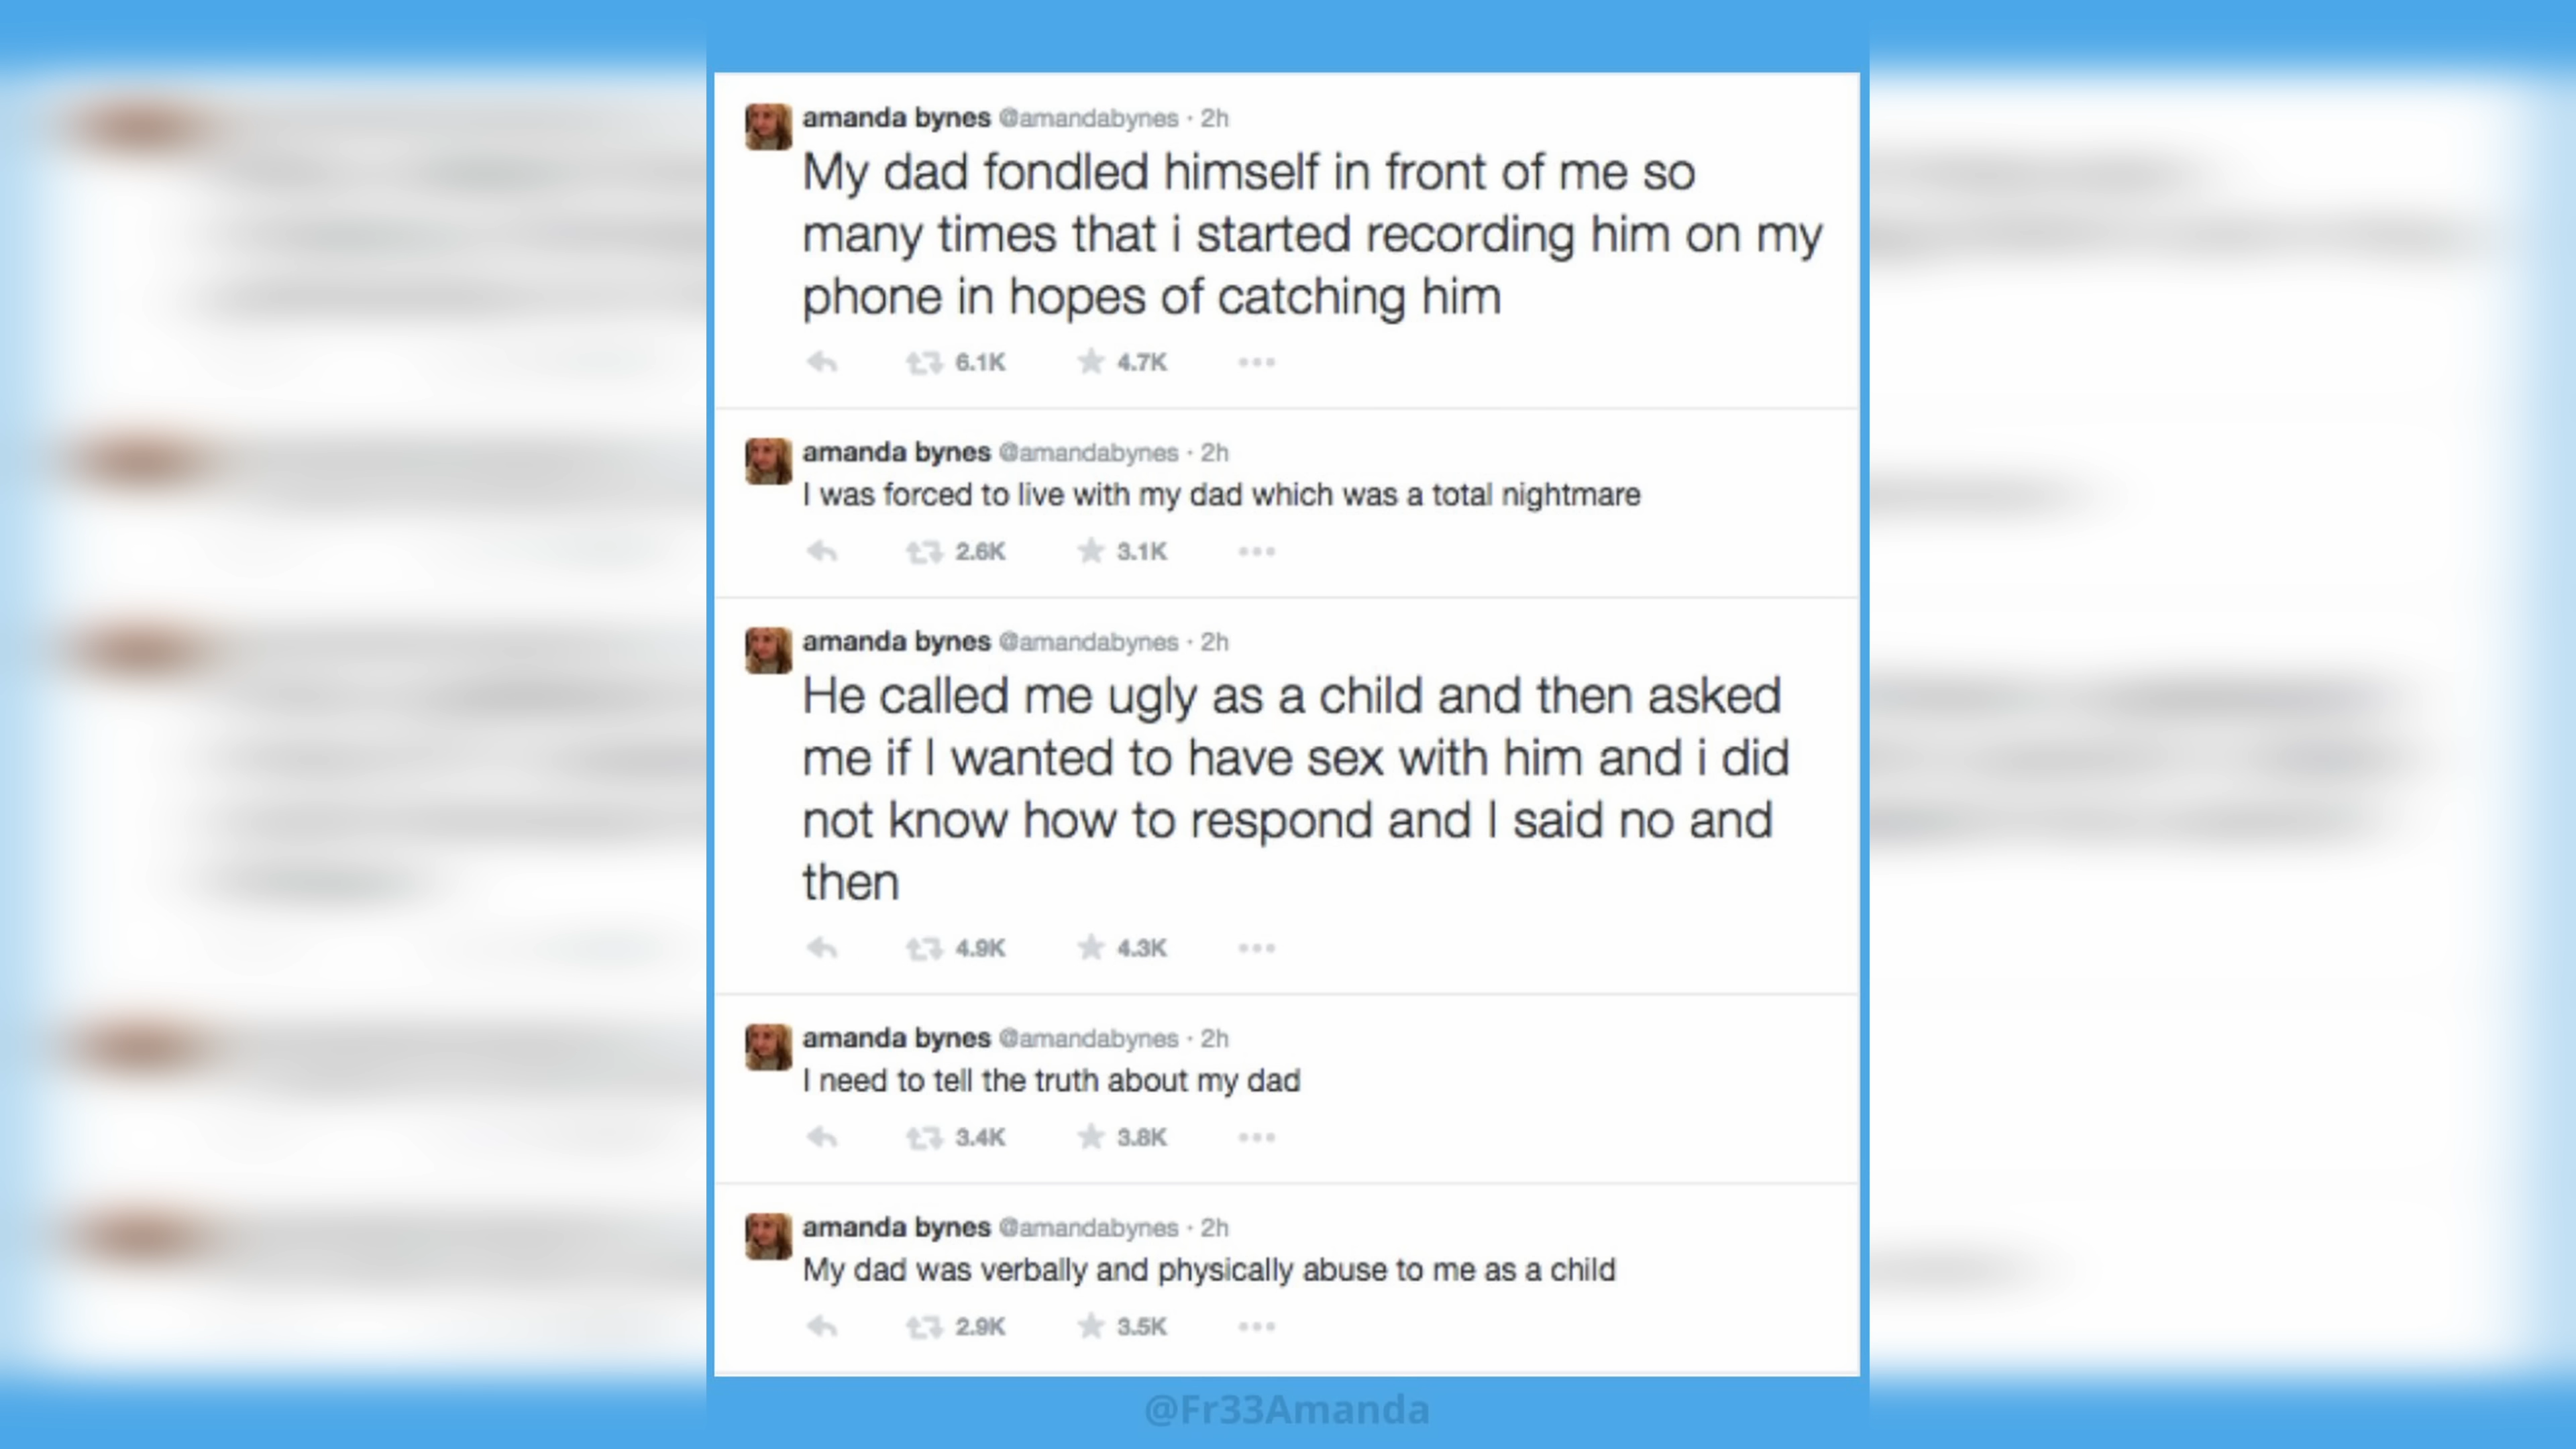 amanda bynes @amandabynes · 2h
My dad fondled himself in front of me so
many times that i started recording him on my
phone in hopes of catching him
6.1K 4.7K
amanda bynes @amandabynes · 2h
I was forced to live with my dad which was a total nightmare
2.6K 3.1K
amanda bynes @amandabynes · 2h
He called me ugly as a child and then asked
me if I wanted to have sex with him and i did
not know how to respond and I said no and
then
4.9K 4.3K
amanda bynes @amandabynes · 2h
I need to tell the truth about my dad
3.4K 3.8K
amanda bynes @amandabynes · 2h
My dad was verbally and physically abuse to me as a child
2.9K 3.5K
@Fr33Amanda